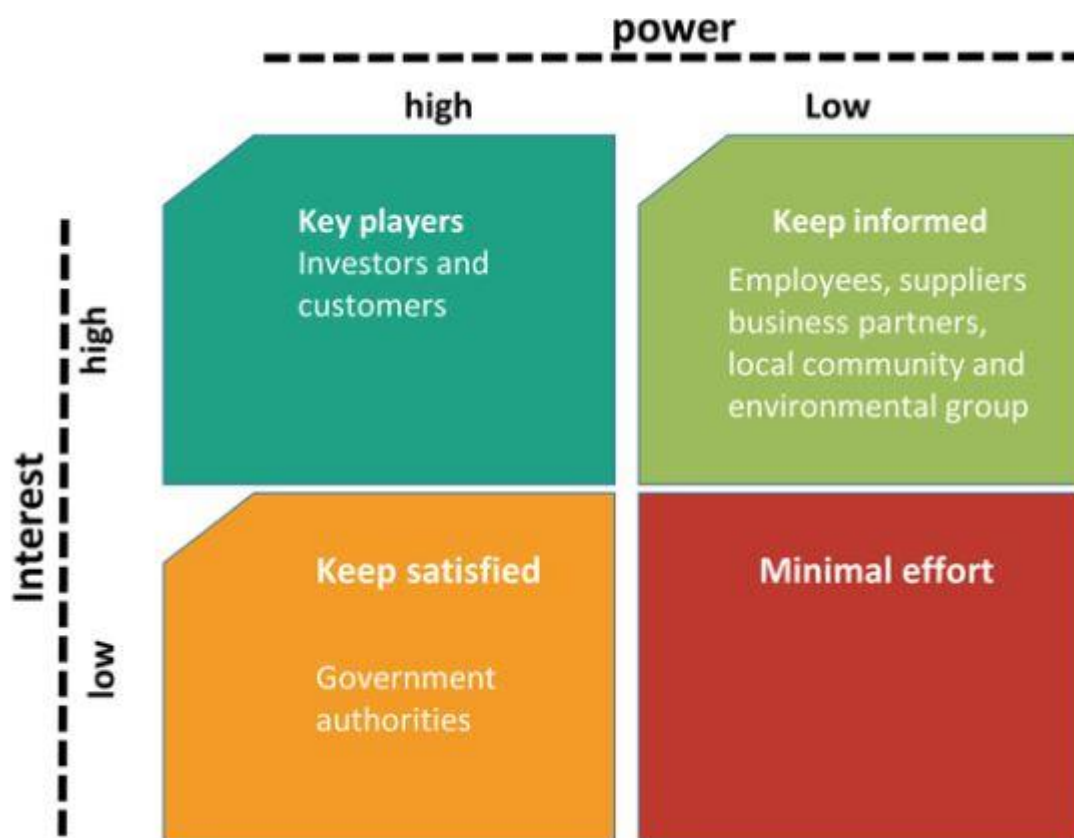 power
high
Low
Key players
Investors and
customers
Keep informed
Employees, suppliers
business partners,
local community and
environmental group
high
Interest
low
Keep satisfied
Government
authorities
Minimal effort